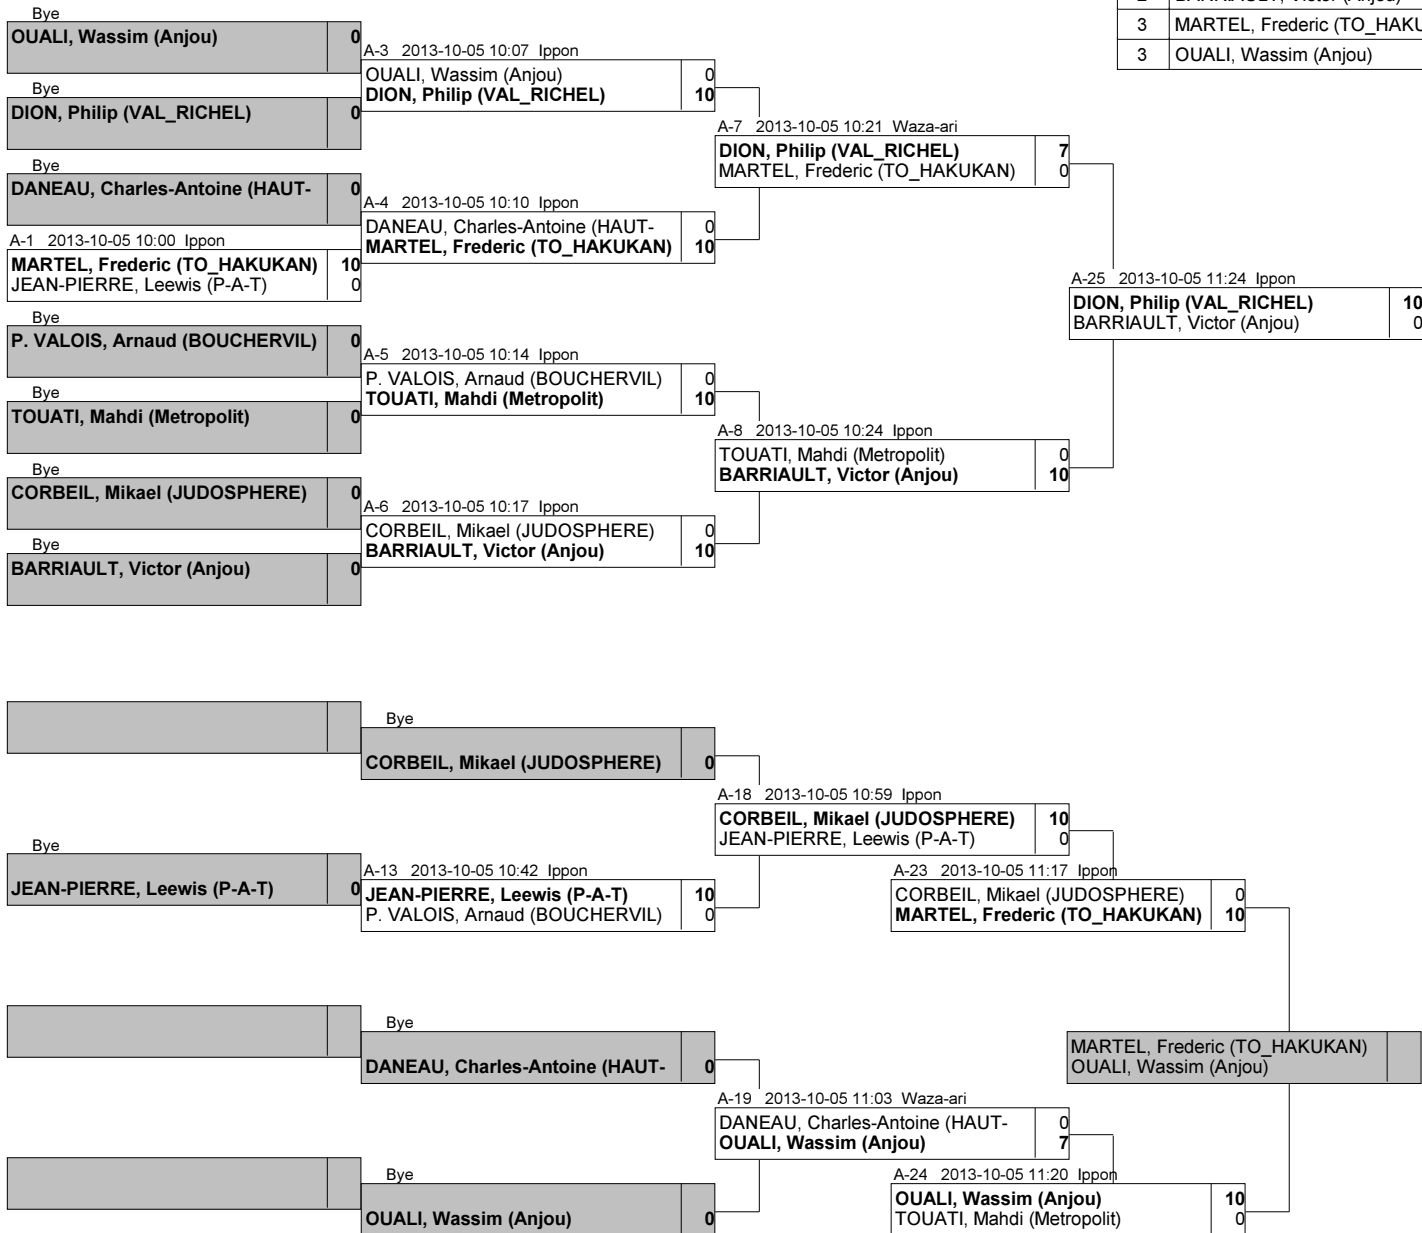 3 MARTEL, Frederic (TO_HAKU
3 OUALI, Wassim (Anjou)
Bye
OUALI, Wassim (Anjou) 0
Bye
DION, Philip (VAL_RICHEL) 0
Bye
DANEAU, Charles-Antoine (HAUT- 0
A-1 2013-10-05 10:00 Ippon
MARTEL, Frederic (TO_HAKUKAN) 10
JEAN-PIERRE, Leewis (P-A-T) 0
Bye
P. VALOIS, Arnaud (BOUCHERVIL) 0
Bye
TOUATI, Mahdi (Metropolit) 0
Bye
CORBEIL, Mikael (JUDOSPHERE) 0
Bye
BARRIAULT, Victor (Anjou) 0
A-3 2013-10-05 10:07 Ippon
OUALI, Wassim (Anjou) 0
DION, Philip (VAL_RICHEL) 10
A-4 2013-10-05 10:10 Ippon
DANEAU, Charles-Antoine (HAUT- 0
MARTEL, Frederic (TO_HAKUKAN) 10
A-5 2013-10-05 10:14 Ippon
P. VALOIS, Arnaud (BOUCHERVIL) 0
TOUATI, Mahdi (Metropolit) 10
A-6 2013-10-05 10:17 Ippon
CORBEIL, Mikael (JUDOSPHERE) 0
BARRIAULT, Victor (Anjou) 10
A-7 2013-10-05 10:21 Waza-ari
DION, Philip (VAL_RICHEL) 7
MARTEL, Frederic (TO_HAKUKAN) 0
A-8 2013-10-05 10:24 Ippon
TOUATI, Mahdi (Metropolit) 0
BARRIAULT, Victor (Anjou) 10
A-25 2013-10-05 11:24 Ippon
DION, Philip (VAL_RICHEL) 10
BARRIAULT, Victor (Anjou) 0
Bye
CORBEIL, Mikael (JUDOSPHERE) 0
Bye
JEAN-PIERRE, Leewis (P-A-T) 0
A-13 2013-10-05 10:42 Ippon
JEAN-PIERRE, Leewis (P-A-T) 10
P. VALOIS, Arnaud (BOUCHERVIL) 0
A-18 2013-10-05 10:59 Ippon
CORBEIL, Mikael (JUDOSPHERE) 10
JEAN-PIERRE, Leewis (P-A-T) 0
A-23 2013-10-05 11:17 Ippon
CORBEIL, Mikael (JUDOSPHERE) 0
MARTEL, Frederic (TO_HAKUKAN) 10
Bye
DANEAU, Charles-Antoine (HAUT- 0
Bye
OUALI, Wassim (Anjou) 0
A-19 2013-10-05 11:03 Waza-ari
DANEAU, Charles-Antoine (HAUT- 0
OUALI, Wassim (Anjou) 7
A-24 2013-10-05 11:20 Ippon
OUALI, Wassim (Anjou) 10
TOUATI, Mahdi (Metropolit) 0
MARTEL, Frederic (TO_HAKUKAN)
OUALI, Wassim (Anjou)